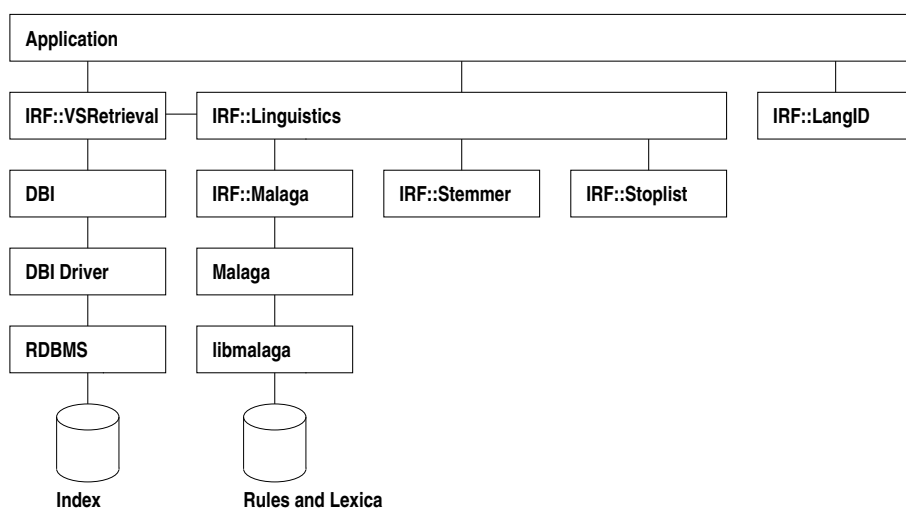 Application
IRF::VSRetrieval
IRF::Linguistics
IRF::LangID
DBI
IRF::Malaga
IRF::Stemmer
IRF::Stoplist
DBI Driver
Malaga
RDBMS
libmalaga
Index
Rules and Lexica